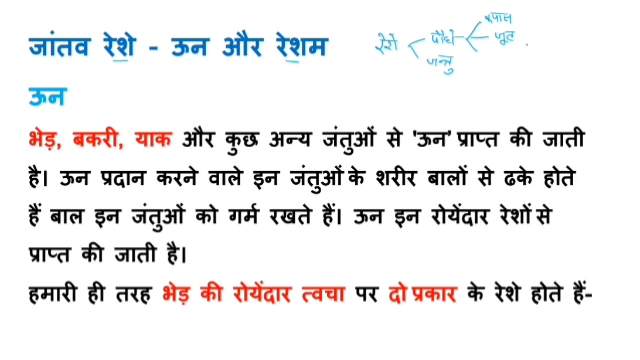 जांतव रेशे - ऊन और रेशम
रेशे
पौधे
कपास
जूट
जन्तु
ऊन
भेड़, बकरी, याक और कुछ अन्य जंतुओं से 'ऊन' प्राप्त की जाती
है। ऊन प्रदान करने वाले इन जंतुओं के शरीर बालों से ढके होते
हैं बाल इन जंतुओं को गर्म रखते हैं। ऊन इन रोयेंदार रेशों से
प्राप्त की जाती है।
हमारी ही तरह भेड़ की रोयेंदार त्वचा पर दो प्रकार के रेशे होते हैं-